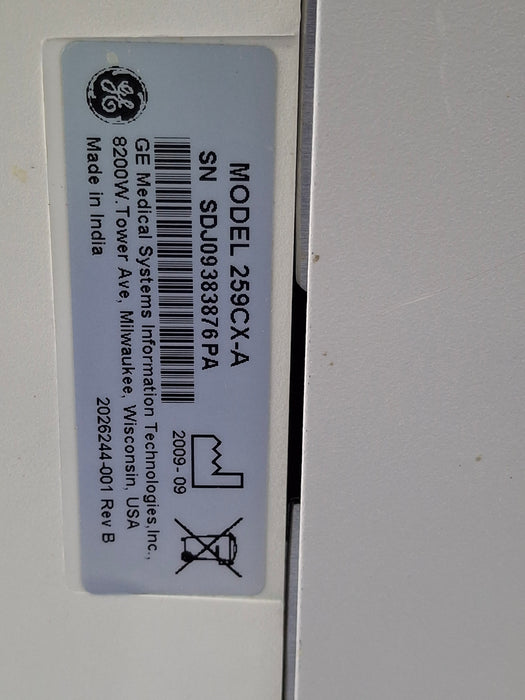 MODEL 259CX-A
SN SDJ09383876PA
2009-09
GE Medical Systems Information Technologies, Inc.,
8200W. Tower Ave, Milwaukee, Wisconsin, USA
Made in India
2026244-001 Rev B
GE